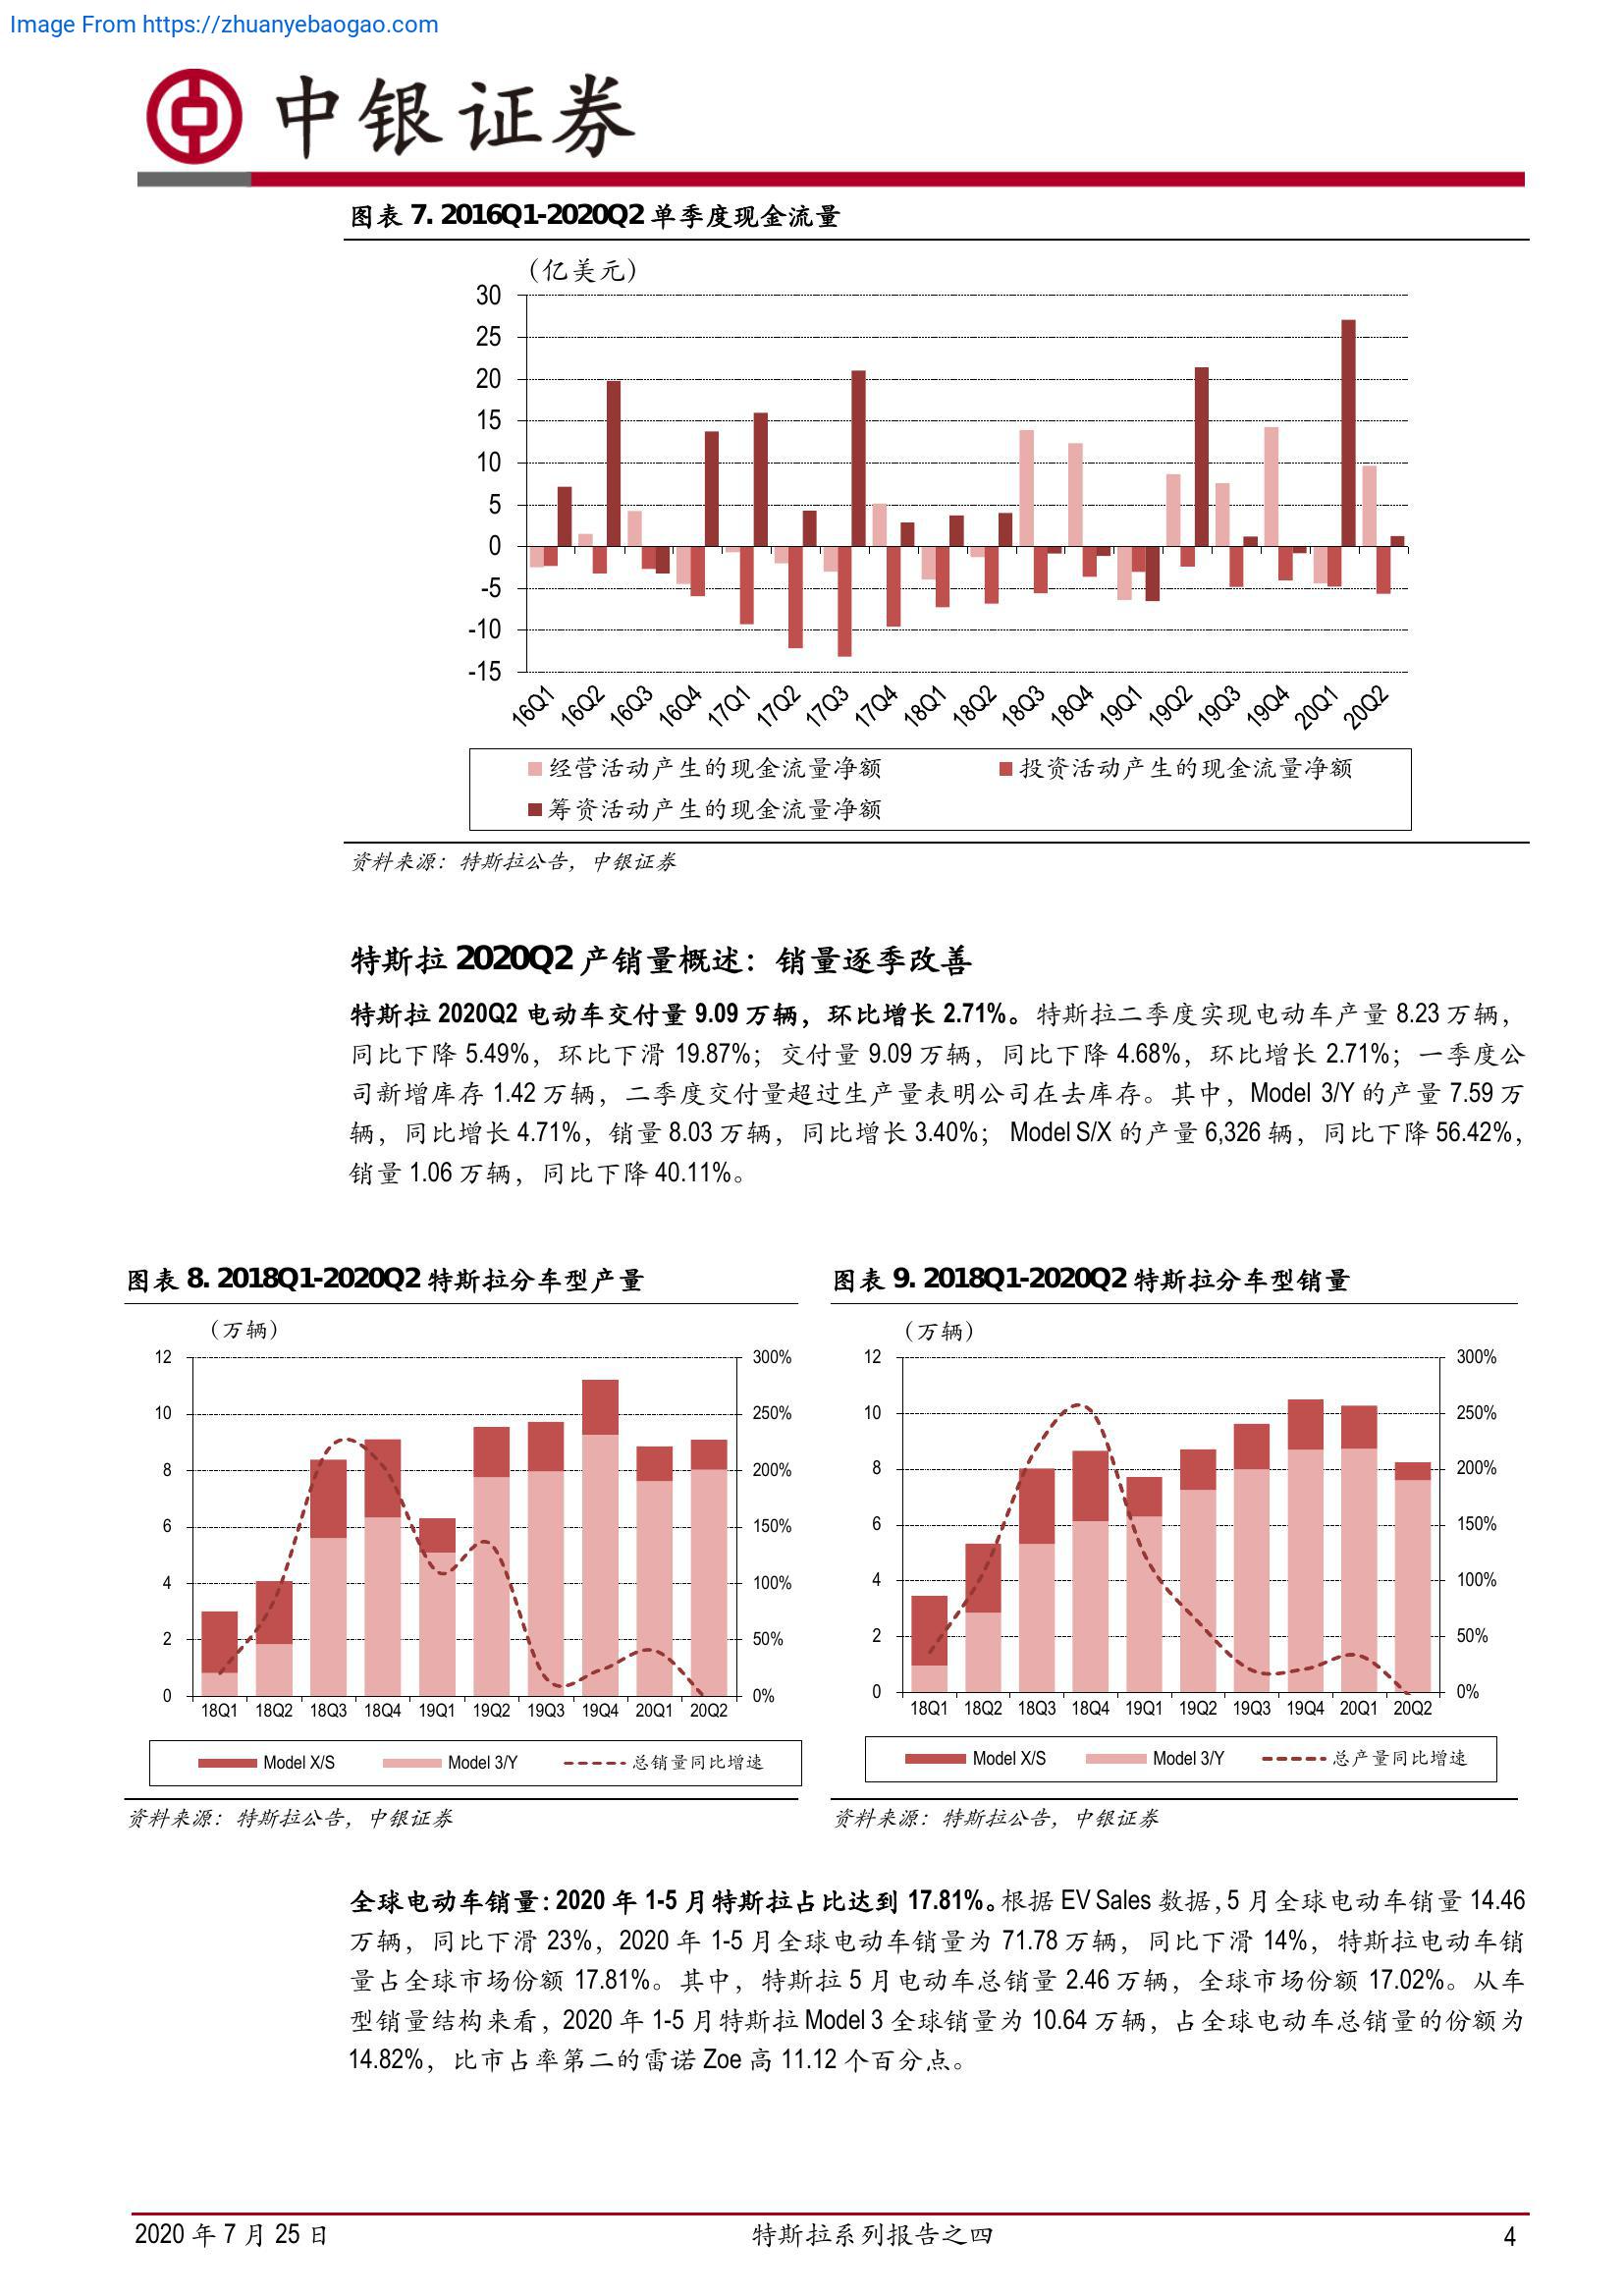 Image From https://zhuanyebaogao.com
中银证券
图表 7. 2016Q1-2020Q2 单季度现金流量
(亿美元)
30
25
20
15
10
5
0
-5
-10
-15
16Q1 16Q2 16Q3 16Q4 17Q1 17Q2 17Q3 17Q4 18Q1 18Q2 18Q3 18Q4 19Q1 19Q2 19Q3 19Q4 20Q1 20Q2
经营活动产生的现金流量净额 投资活动产生的现金流量净额
筹资活动产生的现金流量净额
资料来源：特斯拉公告，中银证券
特斯拉 2020Q2 产销量概述：销量逐季改善
特斯拉 2020Q2 电动车交付量 9.09 万辆，环比增长 2.71%。特斯拉二季度实现电动车产量 8.23 万辆，
同比下降 5.49%，环比下滑 19.87%；交付量 9.09 万辆，同比下降 4.68%，环比增长 2.71%；一季度公
司新增库存 1.42 万辆，二季度交付量超过生产量表明公司在去库存。其中，Model 3/Y 的产量 7.59 万
辆，同比增长 4.71%，销量 8.03 万辆，同比增长 3.40%； Model S/X 的产量 6,326 辆，同比下降 56.42%，
销量 1.06 万辆，同比下降 40.11%。
图表 8. 2018Q1-2020Q2 特斯拉分车型产量
（万辆）
12 300%
10 250%
8 200%
6 150%
4 100%
2 50%
0 0%
18Q1 18Q2 18Q3 18Q4 19Q1 19Q2 19Q3 19Q4 20Q1 20Q2
Model X/S Model 3/Y 总销量同比增速
资料来源：特斯拉公告，中银证券
图表 9. 2018Q1-2020Q2 特斯拉分车型销量
（万辆）
12 300%
10 250%
8 200%
6 150%
4 100%
2 50%
0 0%
18Q1 18Q2 18Q3 18Q4 19Q1 19Q2 19Q3 19Q4 20Q1 20Q2
Model X/S Model 3/Y 总产量同比增速
资料来源：特斯拉公告，中银证券
全球电动车销量：2020 年 1-5 月特斯拉占比达到 17.81%。根据 EV Sales 数据，5 月全球电动车销量 14.46
万辆，同比下滑 23%，2020 年 1-5 月全球电动车销量为 71.78 万辆，同比下滑 14%，特斯拉电动车销
量占全球市场份额 17.81%。其中，特斯拉 5 月电动车总销量 2.46 万辆，全球市场份额 17.02%。从车
型销量结构来看，2020 年 1-5 月特斯拉 Model 3 全球销量为 10.64 万辆，占全球电动车总销量的份额为
14.82%，比市占率第二的雷诺 Zoe 高 11.12 个百分点。
2020 年 7 月 25 日 特斯拉系列报告之四 4